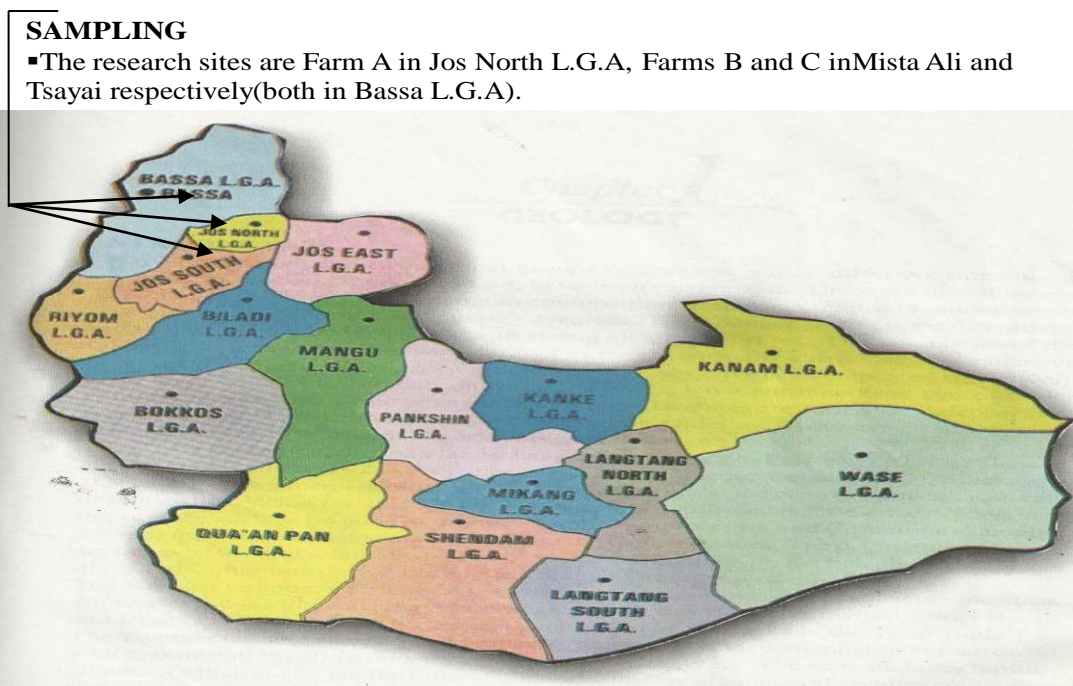 SAMPLING
▪The research sites are Farm A in Jos North L.G.A, Farms B and C inMista Ali and
Tsayai respectively(both in Bassa L.G.A).
Chapter 1
GEOLOGY
BASSA L.G.A.
BASSA
JOS NORTH
L.G.A
JOS EAST
L.G.A.
JOS SOUTH
L.G.A.
RIYOM
L.G.A.
B/LADI
L.G.A.
MANGU
L.G.A.
KANAM L.G.A.
BOKKOS
L.G.A.
PANKSHIN
L.G.A.
KANKE
L.G.A.
LANGTANG
NORTH
L.G.A.
WASE
L.G.A.
MIKANG
L.G.A.
QUA'AN PAN
L.G.A.
SHENDAM
L.G.A.
LANGTANG
SOUTH
L.G.A.